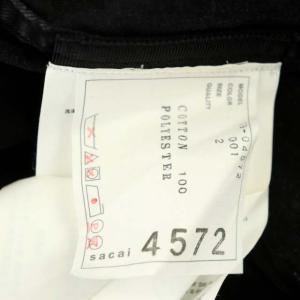 MODEL
COLOR 001
SIZE 2
QUALITY
COTTON 100
POLYESTER
sacai 4572